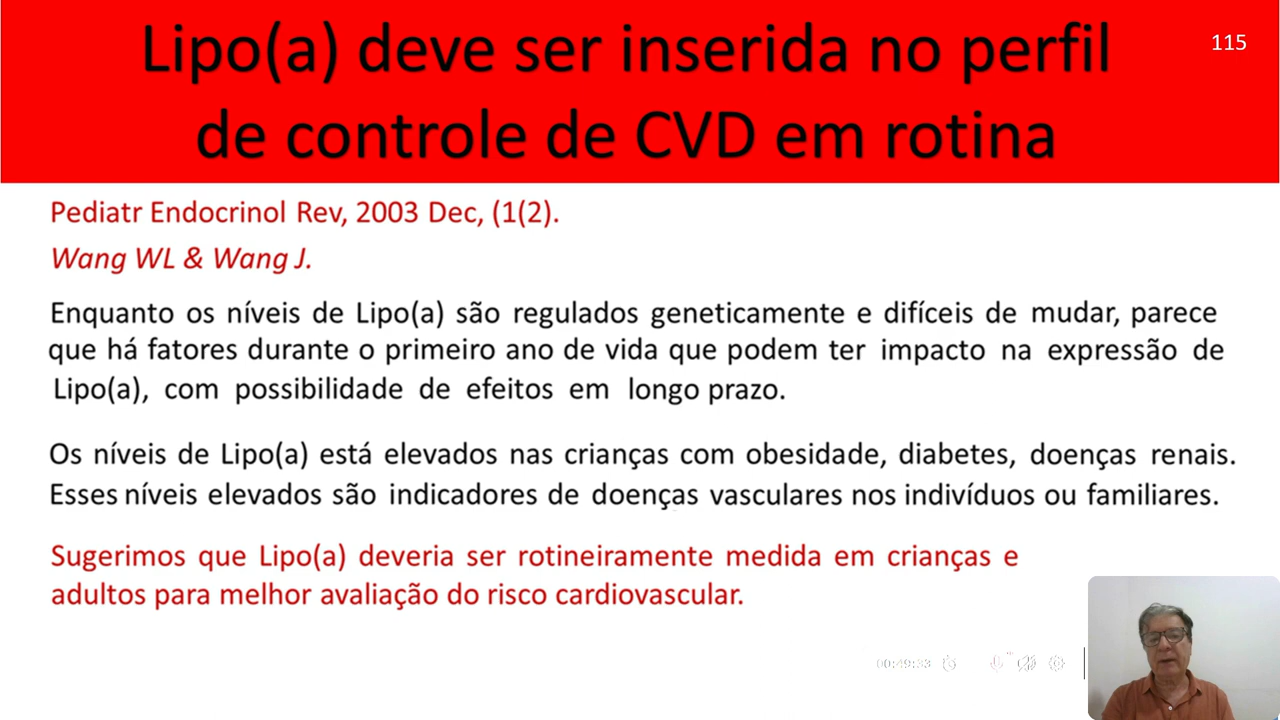 Lipo(a) deve ser inserida no perfil
115
de controle de CVD em rotina
Pediatr Endocrinol Rev, 2003 Dec, (1(2).
Wang WL & Wang J.
Enquanto os níveis de Lipo(a) são regulados geneticamente e difíceis de mudar, parece
que há fatores durante o primeiro ano de vida que podem ter impacto na expressão de
Lipo(a), com possibilidade de efeitos em longo prazo.
Os níveis de Lipo(a) está elevados nas crianças com obesidade, diabetes, doenças renais.
Esses níveis elevados são indicadores de doenças vasculares nos indivíduos ou familiares.
Sugerimos que Lipo(a) deveria ser rotineiramente medida em crianças e
adultos para melhor avaliação do risco cardiovascular.
00:49:33